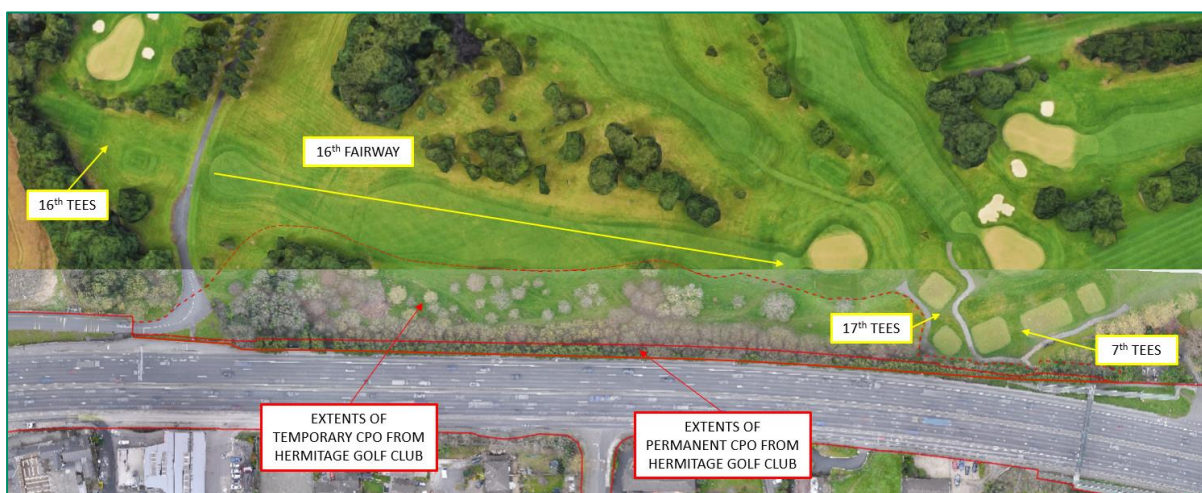 16th FAIRWAY
16th TEES
17th TEES
7th TEES
EXTENTS OF
TEMPORARY CPO FROM
HERMITAGE GOLF CLUB
EXTENTS OF
PERMANENT CPO FROM
HERMITAGE GOLF CLUB